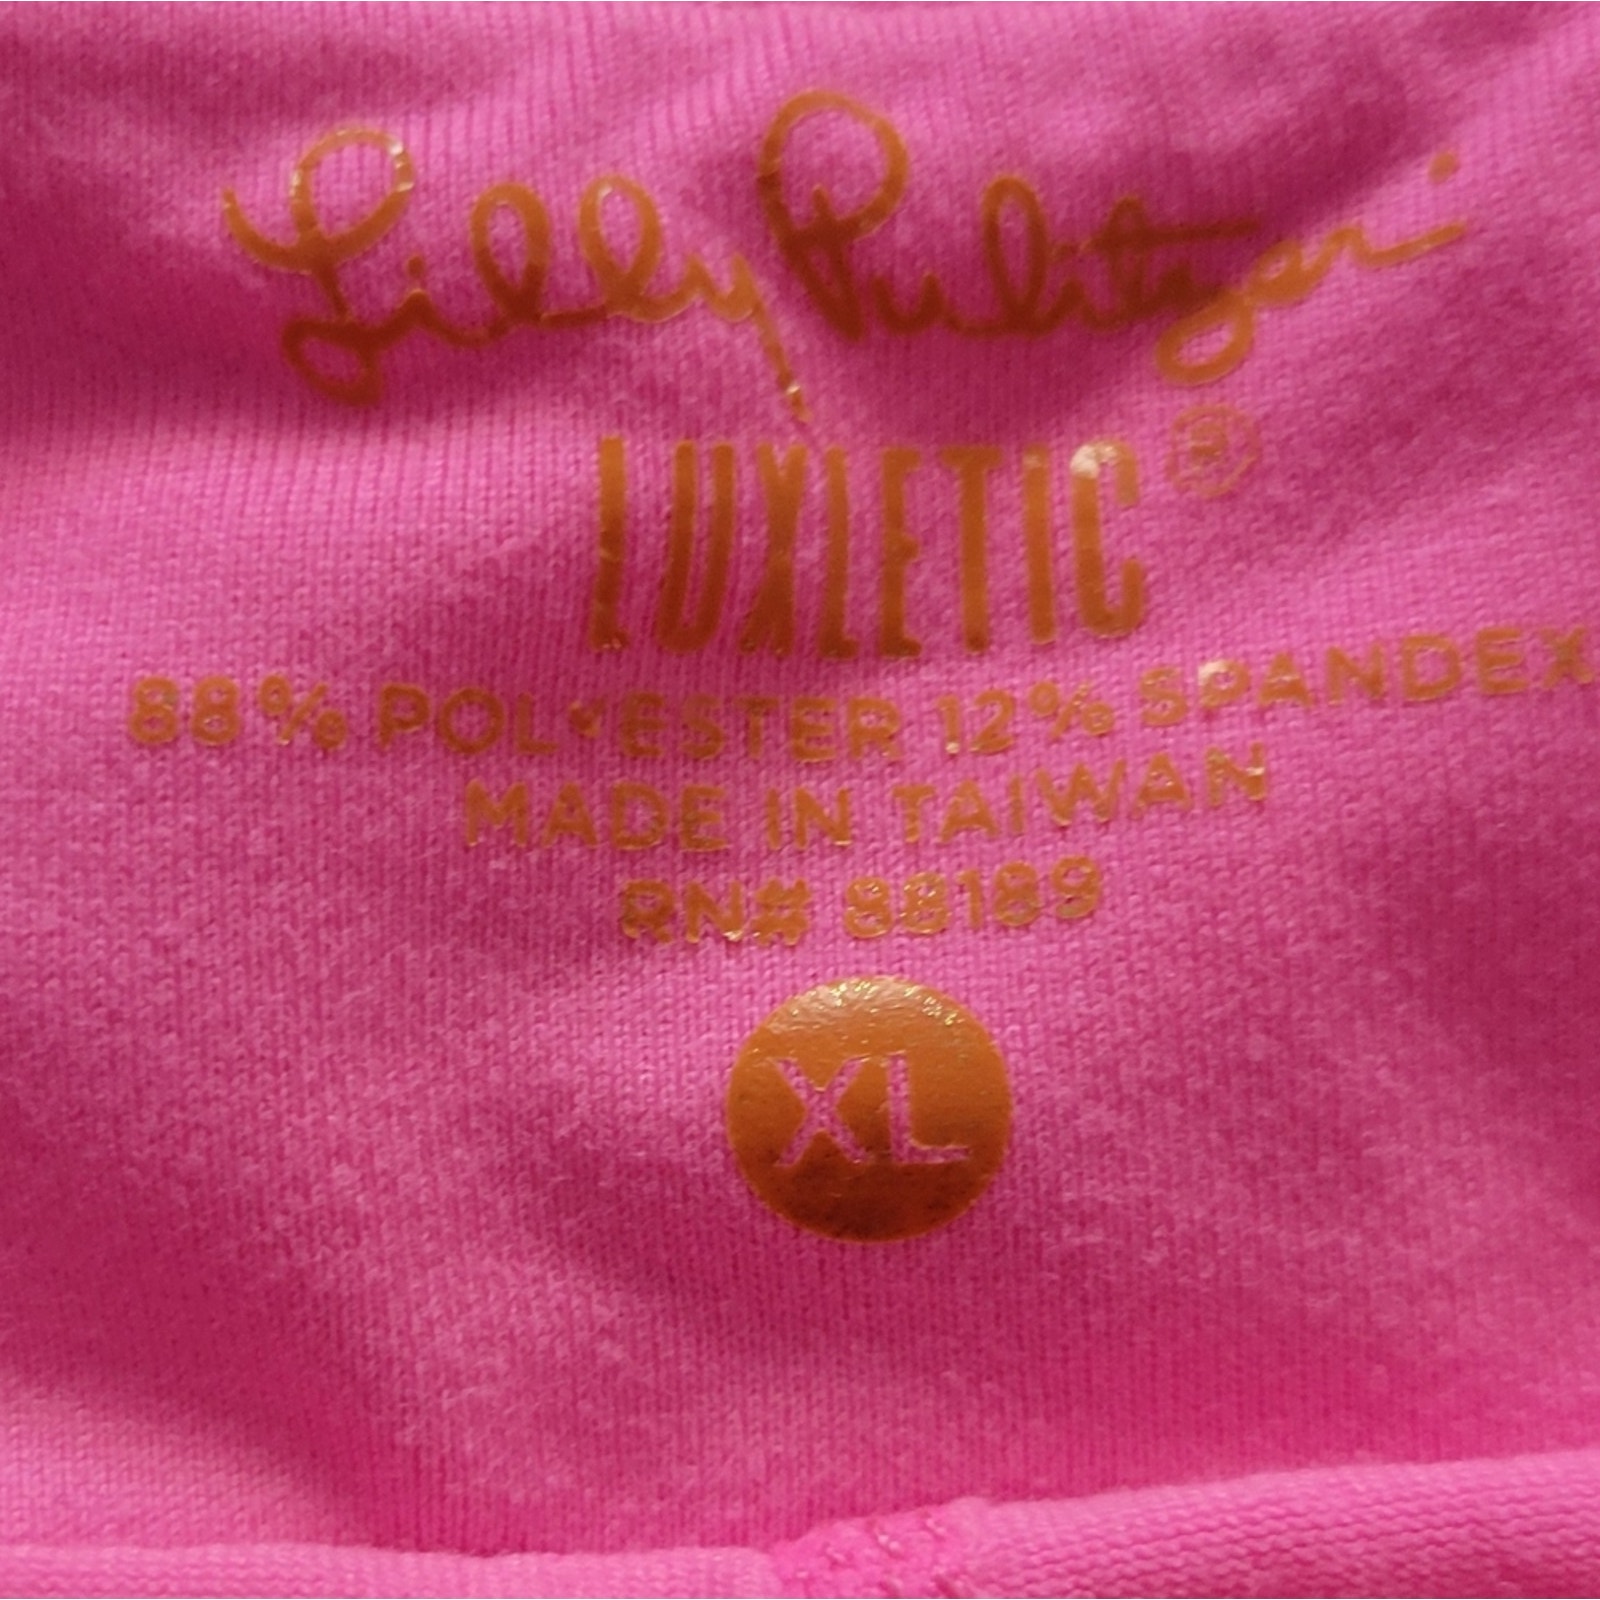 Lilly Pulitzer
LUXLETIC®
88% POLYESTER 12% SPANDEX
MADE IN TAIWAN
RN# 88189
XL